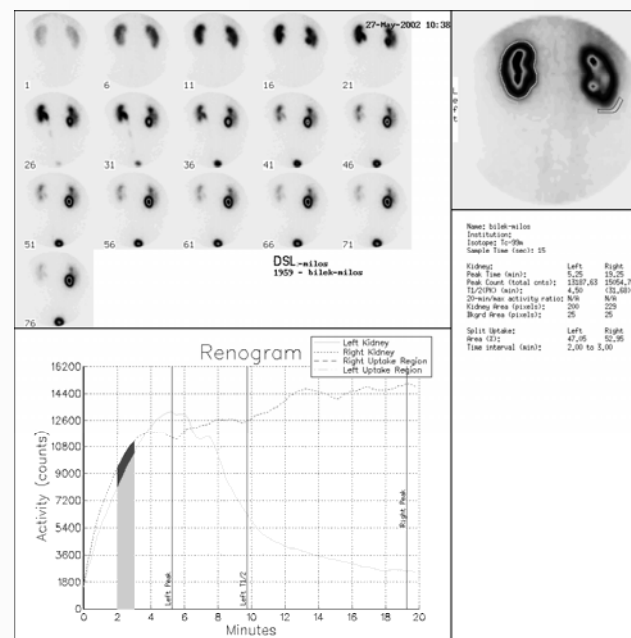 27-May-2002 10:38
1 6 11 16 21
26 31 36 41 46
51 56 61 66 71
DSL-milos
1959 - bilek-milos
76
Left
Name: bilek-milos
Institution:
Isotope: Tc-99m
Sample Time (sec): 15
Kidney: Left Right
Peak Time (min): 5.25 19.25
Peak Count (total cnts): 13187.63 15054.7
T1/2(PK) (min): 4.50 (31.68)
20-min/max activity ratio: N/A N/A
Kidney Area (pixels): 200 229
Bkgrd Area (pixels): 25 25
Split Uptake: Left Right
Area (%): 47.05 52.95
Time interval (min): 2.00 to 3.00
Renogram
Left Kidney
Right Kidney
Right Uptake Region
Left Uptake Region
Activity (counts)
16200
14400
12600
10800
9000
7200
5400
3600
1800
0
Left Peak
Left T1/2
Right Peak
0 2 4 6 8 10 12 14 16 18 20
Minutes